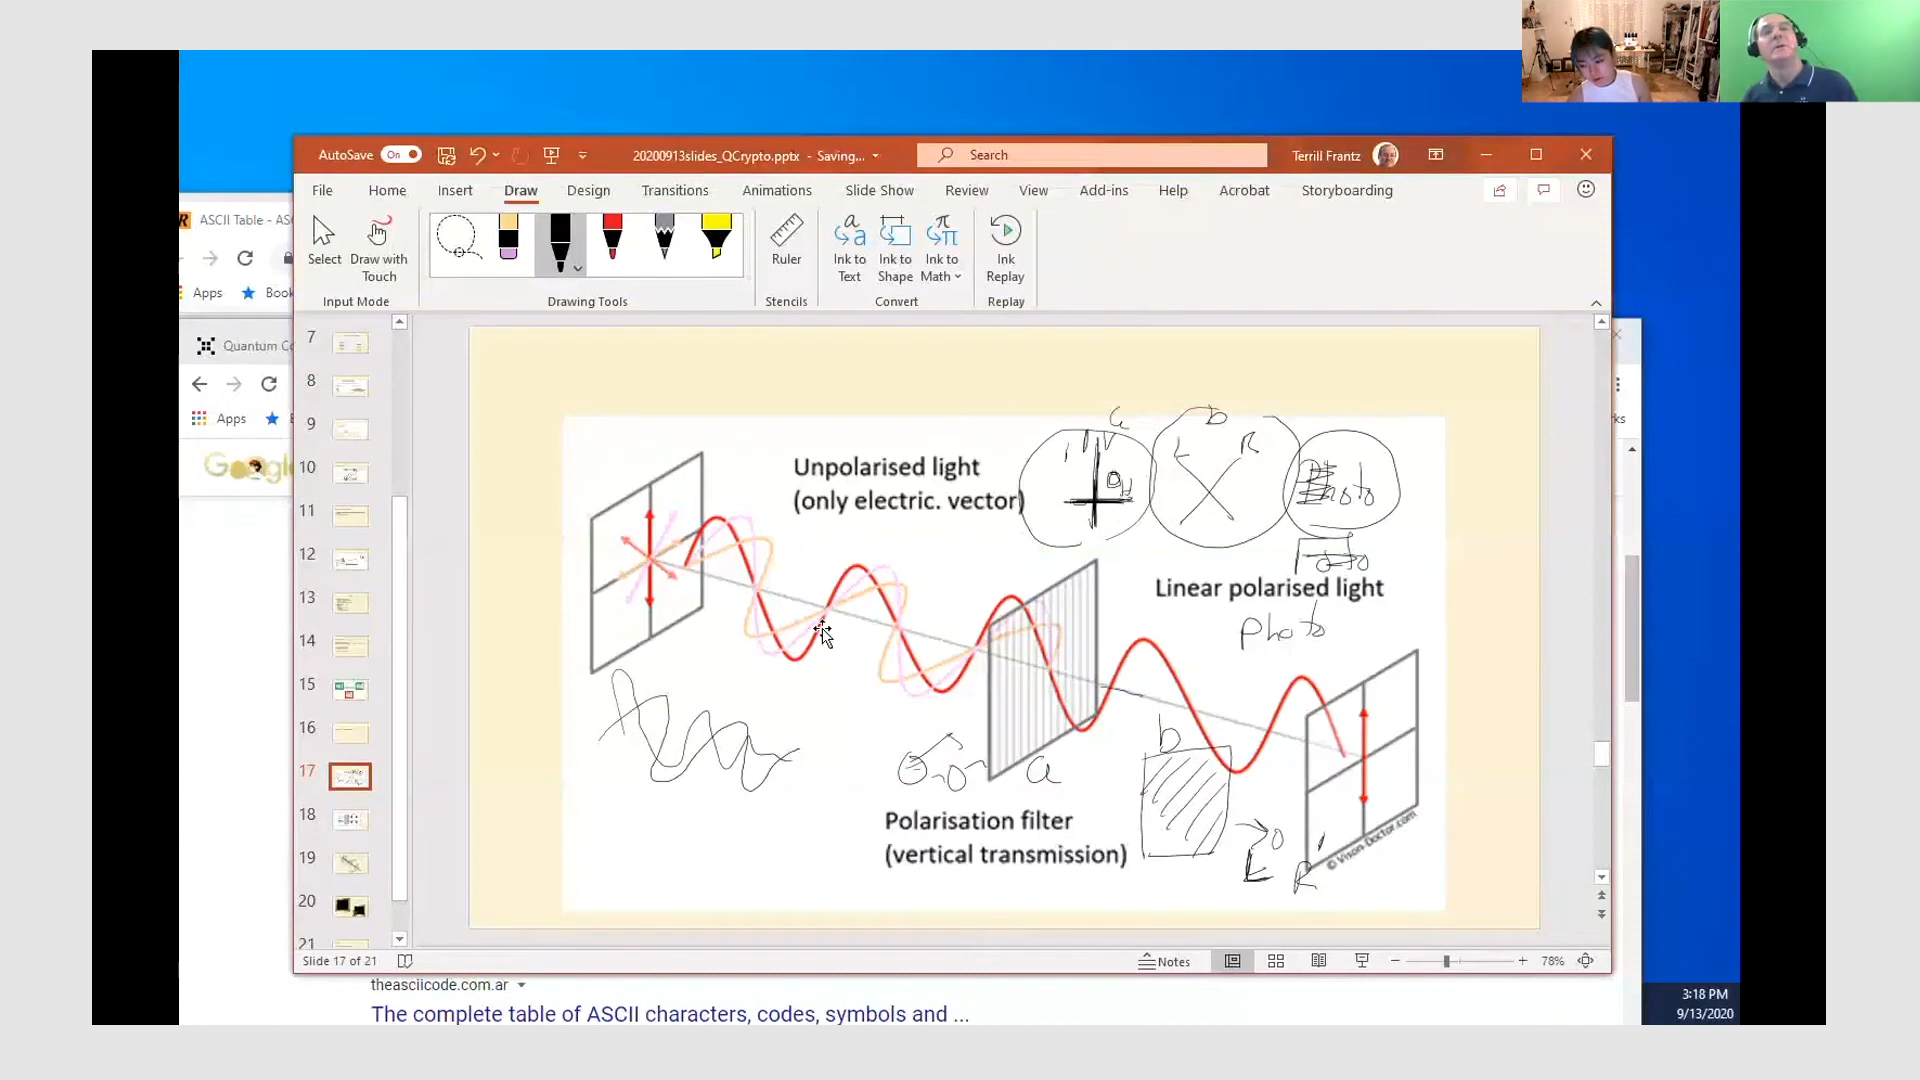 AutoSave On
20200913slides_QCrypto.pptx - Saving...
Search
Terrill Frantz
File Home Insert Draw Design Transitions Animations Slide Show Review View Add-ins Help Acrobat Storyboarding
Select
Draw with
Touch
Input Mode
Drawing Tools
Ruler
Stencils
Ink to
Text
Ink to
Shape
Ink to
Math
Convert
Ink
Replay
Replay
ASCII Table - AS
Apps
Book
Quantum Co
Apps
Google
ks
7
8
9
10
11
12
13
14
15
16
17
18
19
20
21
a
b
V
H
L R
Photo
Unpolarised light
(only electric. vector)
Linear polarised light
Photo
b
a
Polarisation filter
(vertical transmission)
L R
© Vison-Doctor.com
Slide 17 of 21
Notes
78%
theasciicode.com.ar
The complete table of ASCII characters, codes, symbols and ...
3:18 PM
9/13/2020